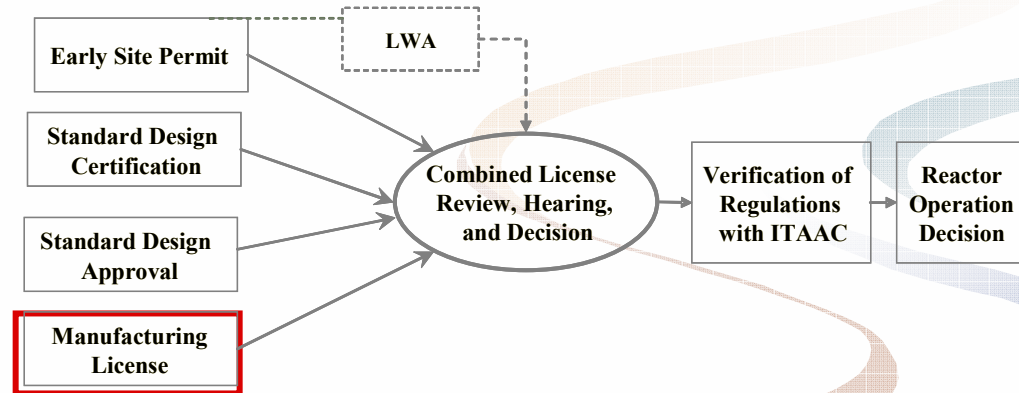 LWA
Early Site Permit
Standard Design
Certification
Standard Design
Approval
Manufacturing
License
Combined License
Review, Hearing,
and Decision
Verification of
Regulations
with ITAAC
Reactor
Operation
Decision